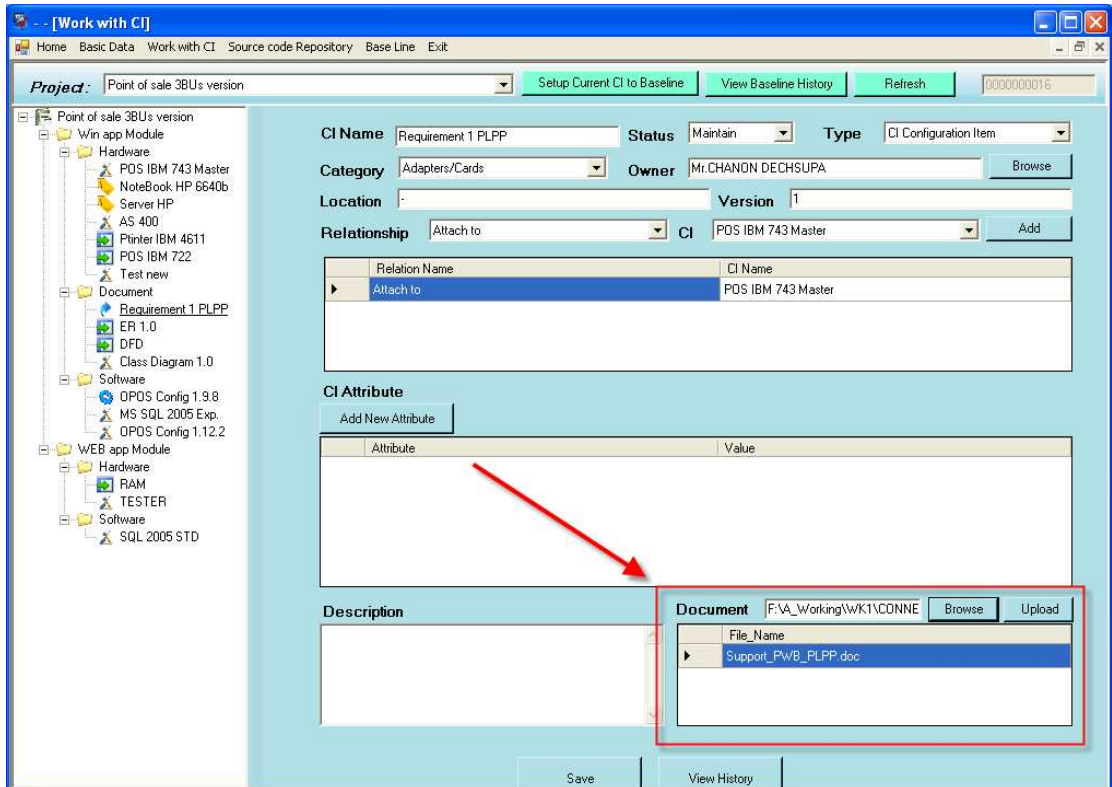 - - [Work with CI]
Home Basic Data Work with CI Source code Repository Base Line Exit
Project: Point of sale 3BUs version Setup Current CI to Baseline View Baseline History Refresh 0000000016
Point of sale 3BUs version
Win app Module
Hardware
POS IBM 743 Master
NoteBook HP 6640b
Server HP
AS 400
Ptinter IBM 4611
POS IBM 722
Test new
Document
Requirement 1 PLPP
ER 1.0
DFD
Class Diagram 1.0
Software
OPOS Config 1.9.8
MS SQL 2005 Exp.
OPOS Config 1.12.2
WEB app Module
Hardware
RAM
TESTER
Software
SQL 2005 STD
CI Name Requirement 1 PLPP Status Maintain Type CI Configuration Item
Category Adapters/Cards Owner Mr.CHANON DECHSUPA Browse
Location - Version 1
Relationship Attach to CI POS IBM 743 Master Add
Relation Name CI Name
Attach to POS IBM 743 Master
CI Attribute
Add New Attribute
Attribute Value
Description
Document F:\A_Working\WK1\CONNE Browse Upload
File_Name
Support_PWB_PLPP.doc
Save View History